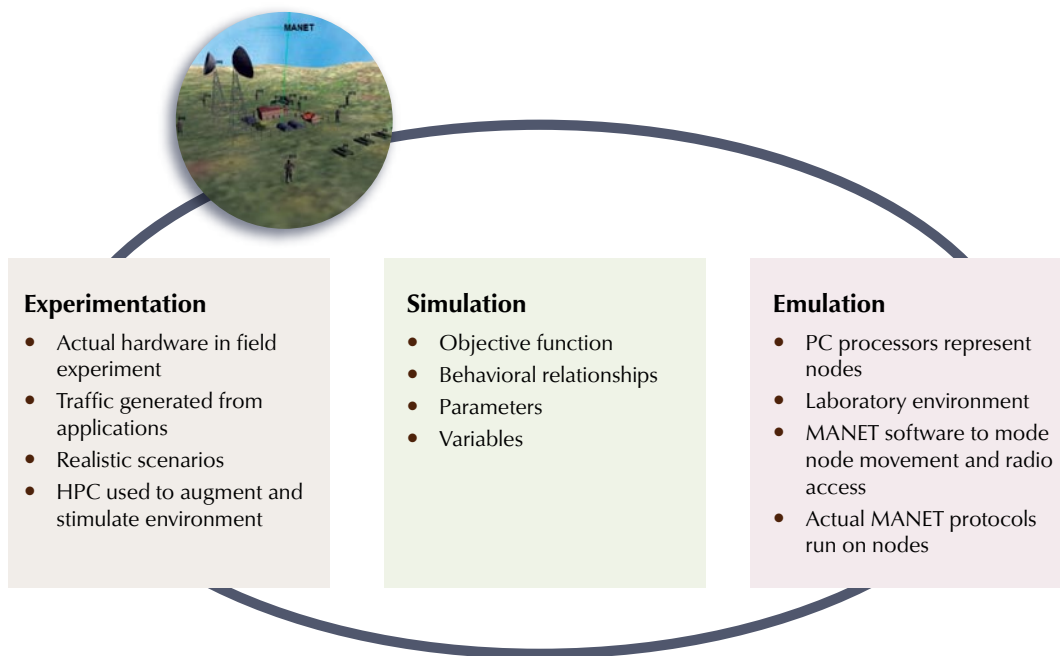 MANET
Experimentation
• Actual hardware in field
experiment
• Traffic generated from
applications
• Realistic scenarios
• HPC used to augment and
stimulate environment
Simulation
• Objective function
• Behavioral relationships
• Parameters
• Variables
Emulation
• PC processors represent
nodes
• Laboratory environment
• MANET software to mode
node movement and radio
access
• Actual MANET protocols
run on nodes